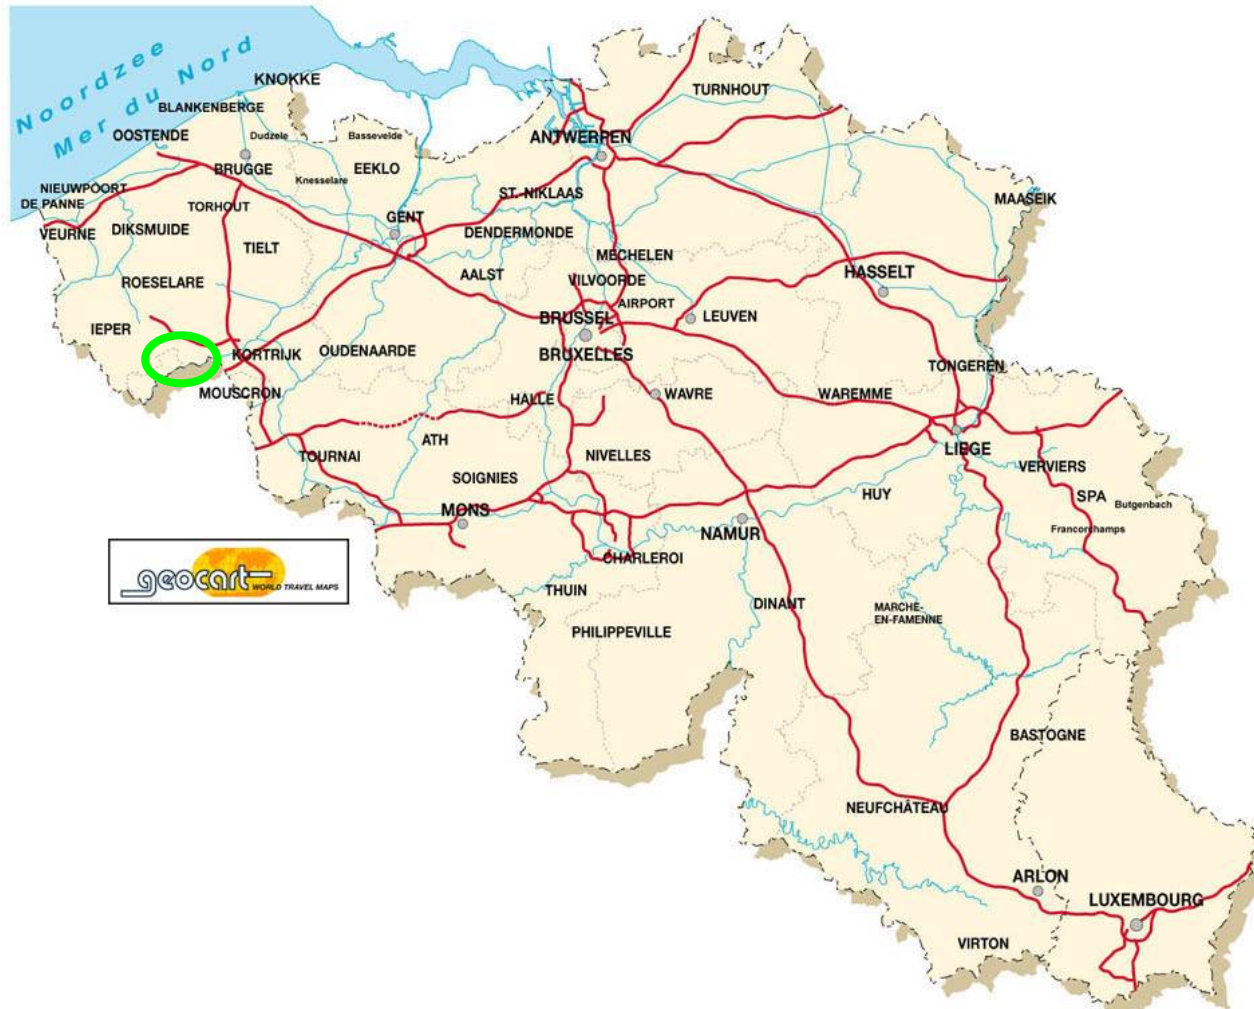 Noordzee
Mer du Nord
KNOKKE
BLANKENBERGE
TURNHOUT
OOSTENDE
Dudzele
Bassevelde
ANTWERPEN
BRUGGE
EEKLO
Knesselare
NIEUWPOORT
ST. NIKLAAS
MAASEIK
DE PANNE
TORHOUT
GENT
VEURNE
DIKSMUIDE
TIELT
DENDERMONDE
MECHELEN
AALST
HASSELT
ROESELARE
VILVOORDE
AIRPORT
IEPER
BRUSSEL
LEUVEN
KORTRIJK
OUDENAARDE
BRUXELLES
TONGEREN
MOUSCRON
HALLE
WAVRE
WAREMME
ATH
TOURNAI
NIVELLES
LIEGE
SOIGNIES
VERVIERS
HUY
SPA
Butgenbach
MONS
NAMUR
Francorchamps
CHARLEROI
geocart
WORLD TRAVEL MAPS
THUIN
DINANT
MARCHE-
EN-FAMENNE
PHILIPPEVILLE
BASTOGNE
NEUFCHÂTEAU
ARLON
LUXEMBOURG
VIRTON